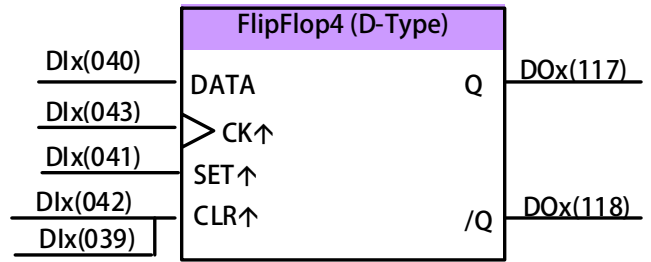 FlipFlop4 (D-Type)
DIx(040)
DATA
Q
DOx(117)
DIx(043)
CK↑
DIx(041)
SET↑
DIx(042)
CLR↑
/Q
DOx(118)
DIx(039)